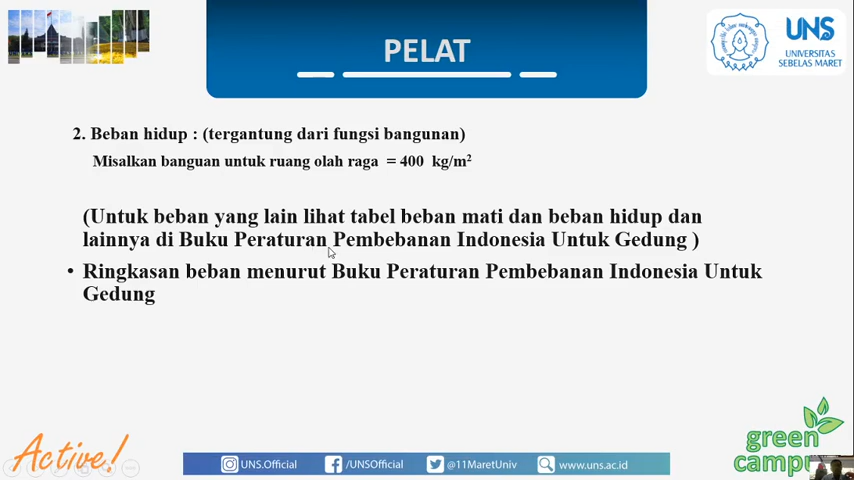 PELAT
UNS
UNIVERSITAS
SEBELAS MARET
2. Beban hidup : (tergantung dari fungsi bangunan)
Misalkan banguan untuk ruang olah raga = 400 kg/m²
(Untuk beban yang lain lihat tabel beban mati dan beban hidup dan
lainnya di Buku Peraturan Pembebanan Indonesia Untuk Gedung )
• Ringkasan beban menurut Buku Peraturan Pembebanan Indonesia Untuk
Gedung
Active!
UNS.Official
/UNSOfficial
@11MaretUniv
www.uns.ac.id
green